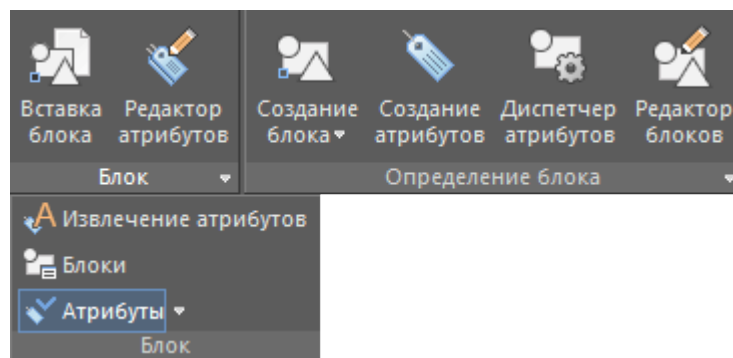 Вставка блока
Редактор атрибутов
Создание блока
Создание атрибутов
Диспетчер атрибутов
Редактор блоков
Блок
Определение блока
Извлечение атрибутов
Блоки
Атрибуты
Блок